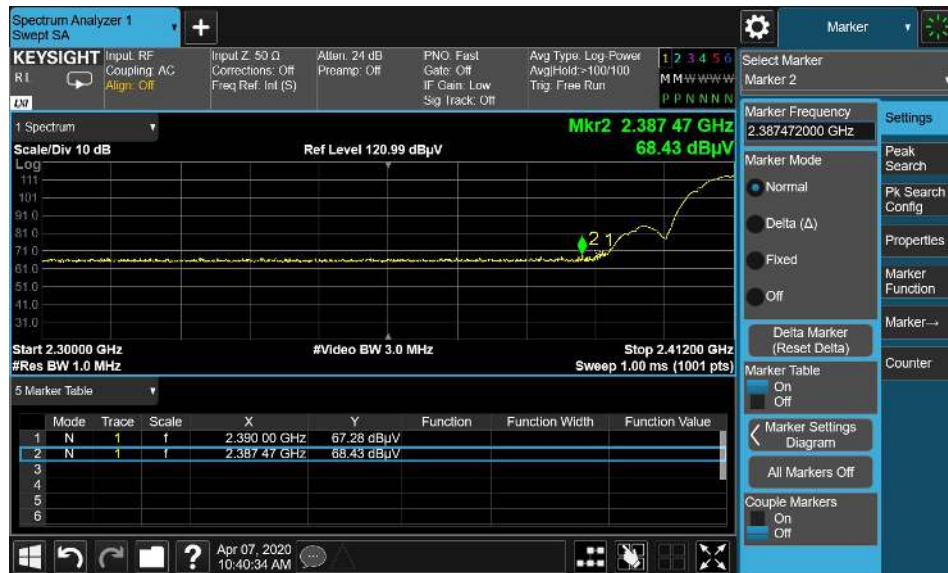 Spectrum Analyzer 1
Swept SA
+
Marker
KEYSIGHT
RL
LXI
Input: RF
Coupling: AC
Align: Off
Input Z: 50 Ω
Corrections: Off
Freq Ref: Int (S)
Atten: 24 dB
Preamp: Off
PNO: Fast
Gate: Off
IF Gain: Low
Sig Track: Off
Avg Type: Log-Power
Avg|Hold:>100/100
Trig: Free Run
1 2 3 4 5 6
M M W W W W
P P N N N N
Select Marker
Marker 2
1 Spectrum
Mkr2 2.387 47 GHz
Scale/Div 10 dB
Ref Level 120.99 dBµV
68.43 dBµV
Log
111
101
91.0
81.0
71.0
61.0
51.0
41.0
31.0
2 1
Start 2.30000 GHz
#Video BW 3.0 MHz
Stop 2.41200 GHz
#Res BW 1.0 MHz
Sweep 1.00 ms (1001 pts)
5 Marker Table
Mode Trace Scale X Y Function Function Width Function Value
1 N 1 f 2.390 00 GHz 67.28 dBµV
2 N 1 f 2.387 47 GHz 68.43 dBµV
3
4
5
6
Marker Frequency
2.387472000 GHz
Marker Mode
Normal
Delta (Δ)
Fixed
Off
Delta Marker
(Reset Delta)
Marker Table
On
Off
Marker Settings
Diagram
All Markers Off
Couple Markers
On
Off
Settings
Peak
Search
Pk Search
Config
Properties
Marker
Function
Marker→
Counter
?
Apr 07, 2020
10:40:34 AM